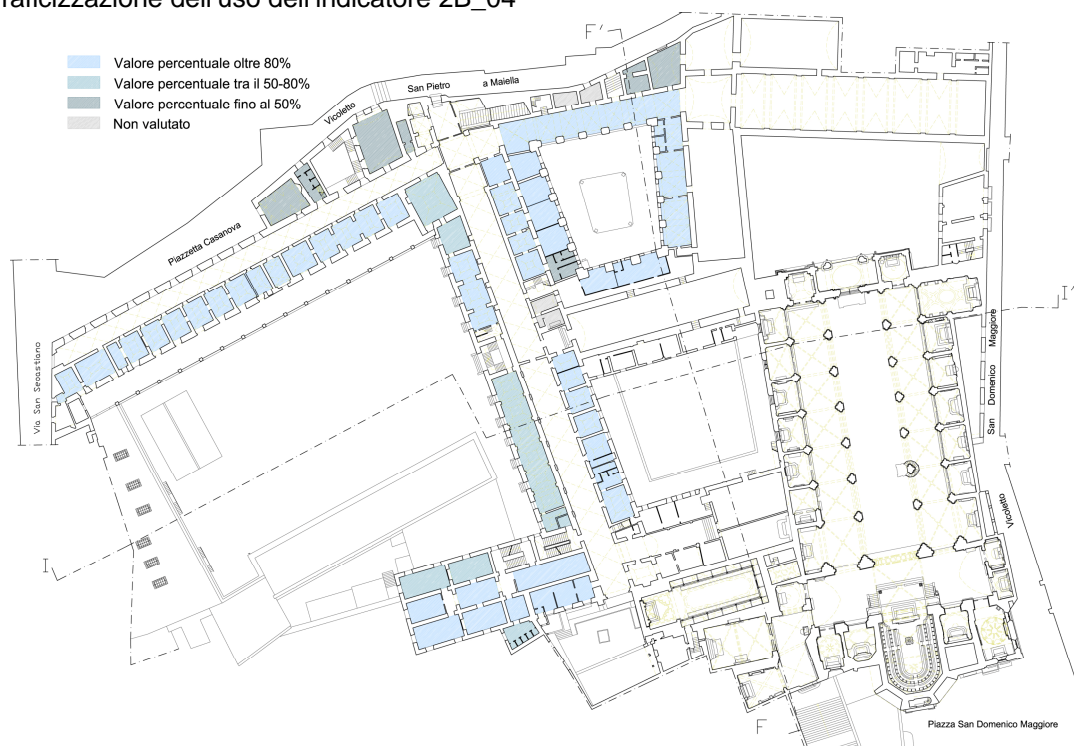 raficizzazione dell'uso dell'indicatore 2B_04
Valore percentuale oltre 80%
Valore percentuale tra il 50-80%
Valore percentuale fino al 50%
Non valutato
F'
Vicoletto
San Pietro
a Maiella
Piazzetta Casanova
Via San Sebastiano
I'
San Domenico Maggiore
Vicoletto
I
F
Piazza San Domenico Maggiore